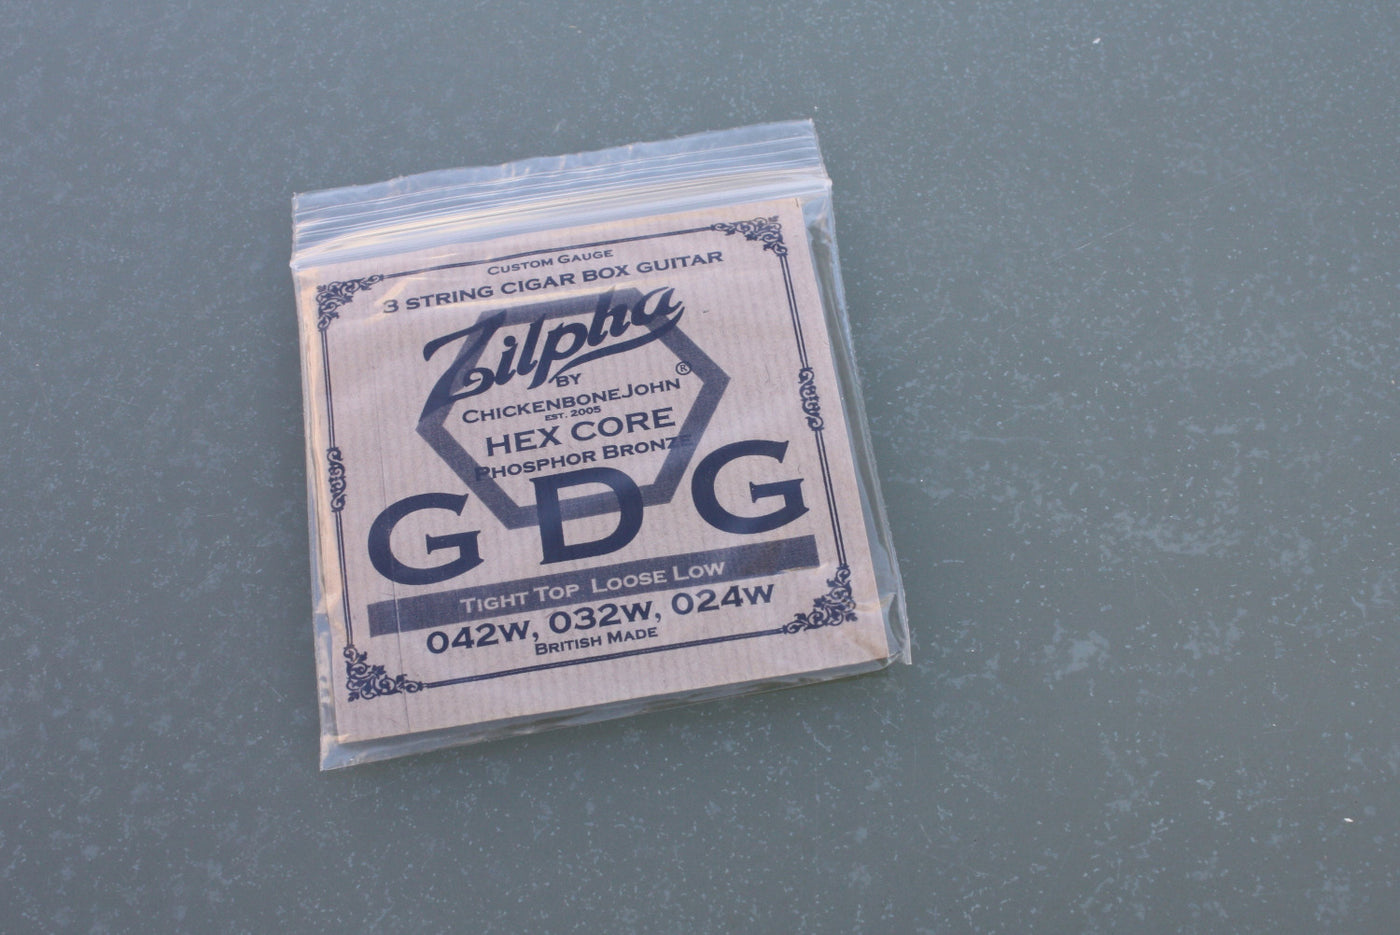 CUSTOM GAUGE
3 STRING CIGAR BOX GUITAR
Zilpha
BY
CHICKENBONEJOHN®
EST. 2005
HEX CORE
PHOSPHOR BRONZE
G D G
TIGHT TOP LOOSE LOW
042W, 032W, 024W
BRITISH MADE